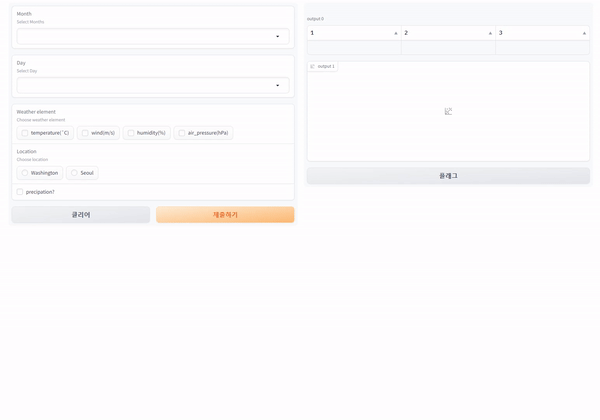 Month
Select Months
Day
Select Day
Weather element
Choose weather element
temperature(˚C)
wind(m/s)
humidity(%)
air_pressure(hPa)
Location
Choose location
Washington
Seoul
precipation?
클리어
제출하기
output 0
1
2
3
output 1
플래그